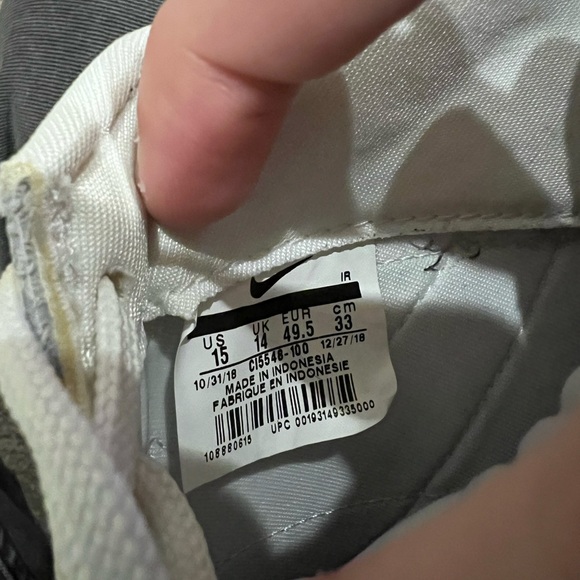 IR
US UK EUR cm
15 14 49.5 33
10/31/18 CI5548-100 12/27/18
MADE IN INDONESIA
FABRIQUE EN INDONESIE
108880615 UPC 00193149335000